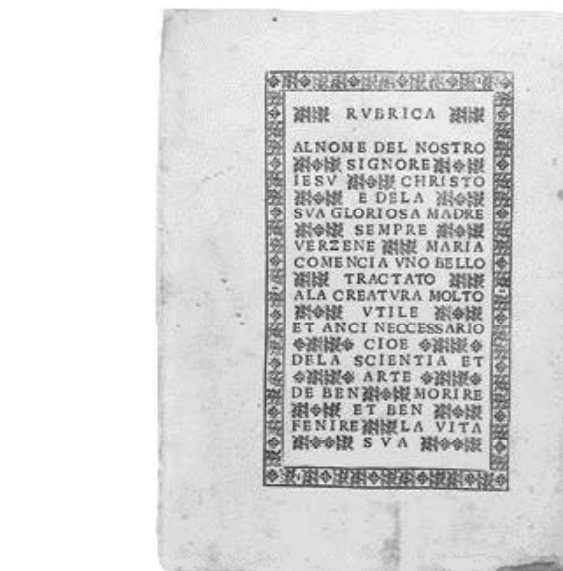 RVBRICA
ALNOME DEL NOSTRO
SIGNORE
IESV CHRISTO
E DELA
SVA GLORIOSA MADRE
SEMPRE
VERZENE MARIA
COMENCIA VNO BELLO
TRACTATO
ALA CREATVRA MOLTO
VTILE
ET ANCI NECCESSARIO
CIOE
DELA SCIENTIA ET
ARTE
DE BEN MORIRE
ET BEN
FENIRE LA VITA
SVA